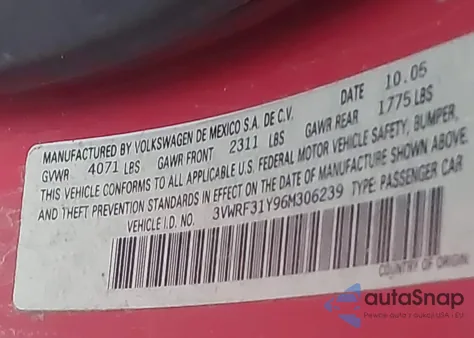 MANUFACTURED BY VOLKSWAGEN DE MEXICO S.A. DE C.V. DATE 10.05
GVWR 4071 LBS GAWR FRONT 2311 LBS GAWR REAR 1775 LBS
THIS VEHICLE CONFORMS TO ALL APPLICABLE U.S. FEDERAL MOTOR VEHICLE SAFETY, BUMPER,
AND THEFT PREVENTION STANDARDS IN EFFECT ON THE DATE OF MANUFACTURE SHOWN ABOVE.
VEHICLE I.D. NO. 3VWRF31Y96M306239 TYPE: PASSENGER CAR
COUNTRY OF ORIGIN
autaSnap